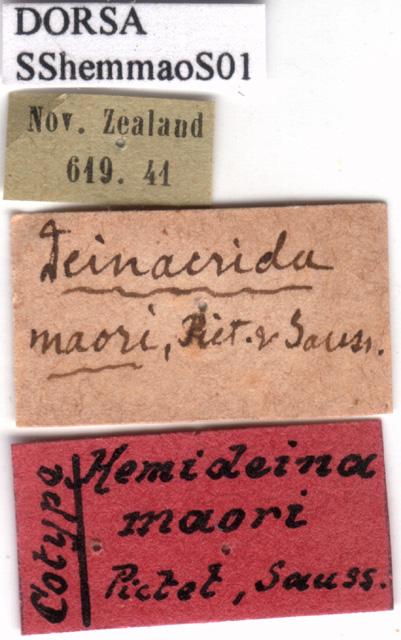 DORSA
SShemmaoS01
Nov. Zealand
619. 41
Deinacrida
maori, Pict. & Sauss.
Cotype
Hemideina
maori
Pictet, Sauss.